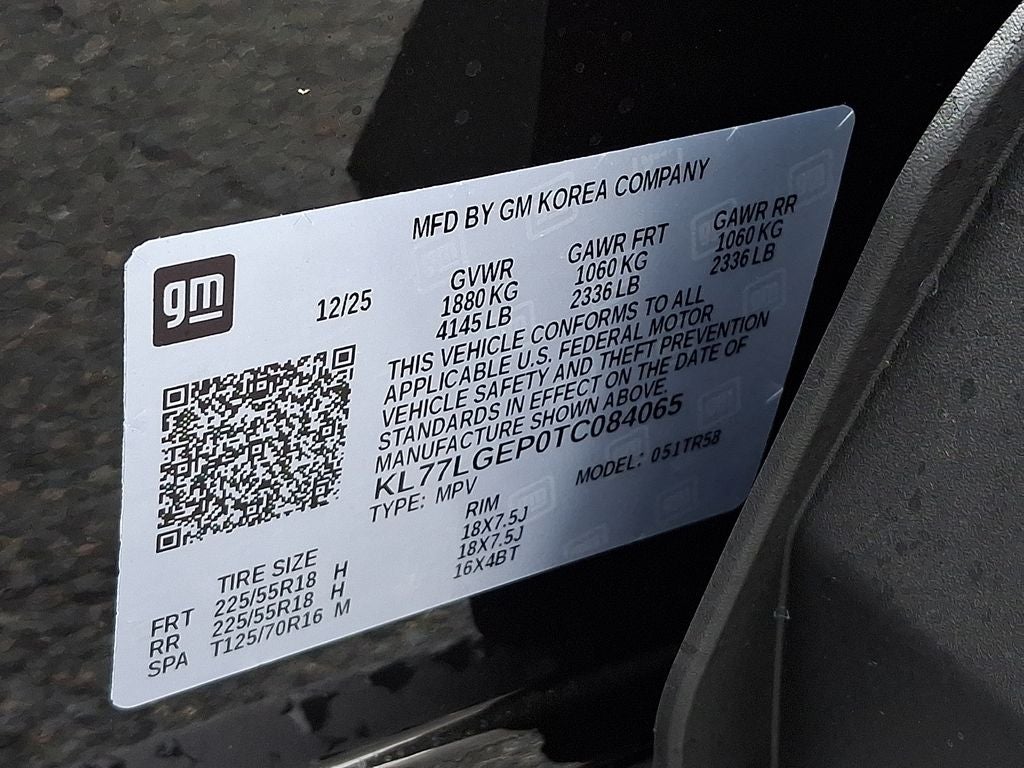 MFD BY GM KOREA COMPANY
gm
12/25
GVWR GAWR FRT GAWR RR
1880 KG 1060 KG 1060 KG
4145 LB 2336 LB 2336 LB
THIS VEHICLE CONFORMS TO ALL
APPLICABLE U.S. FEDERAL MOTOR
VEHICLE SAFETY AND THEFT PREVENTION
STANDARDS IN EFFECT ON THE DATE OF
MANUFACTURE SHOWN ABOVE.
KL77LGEP0TC084065
TYPE: MPV MODEL: 051TR58
TIRE SIZE RIM
FRT 225/55R18 H 18X7.5J
RR 225/55R18 H 18X7.5J
SPA T125/70R16 M 16X4BT